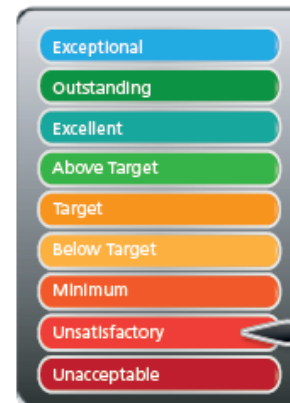 Exceptional
Outstanding
Excellent
Above Target
Target
Below Target
Minimum
Unsatisfactory
Unacceptable